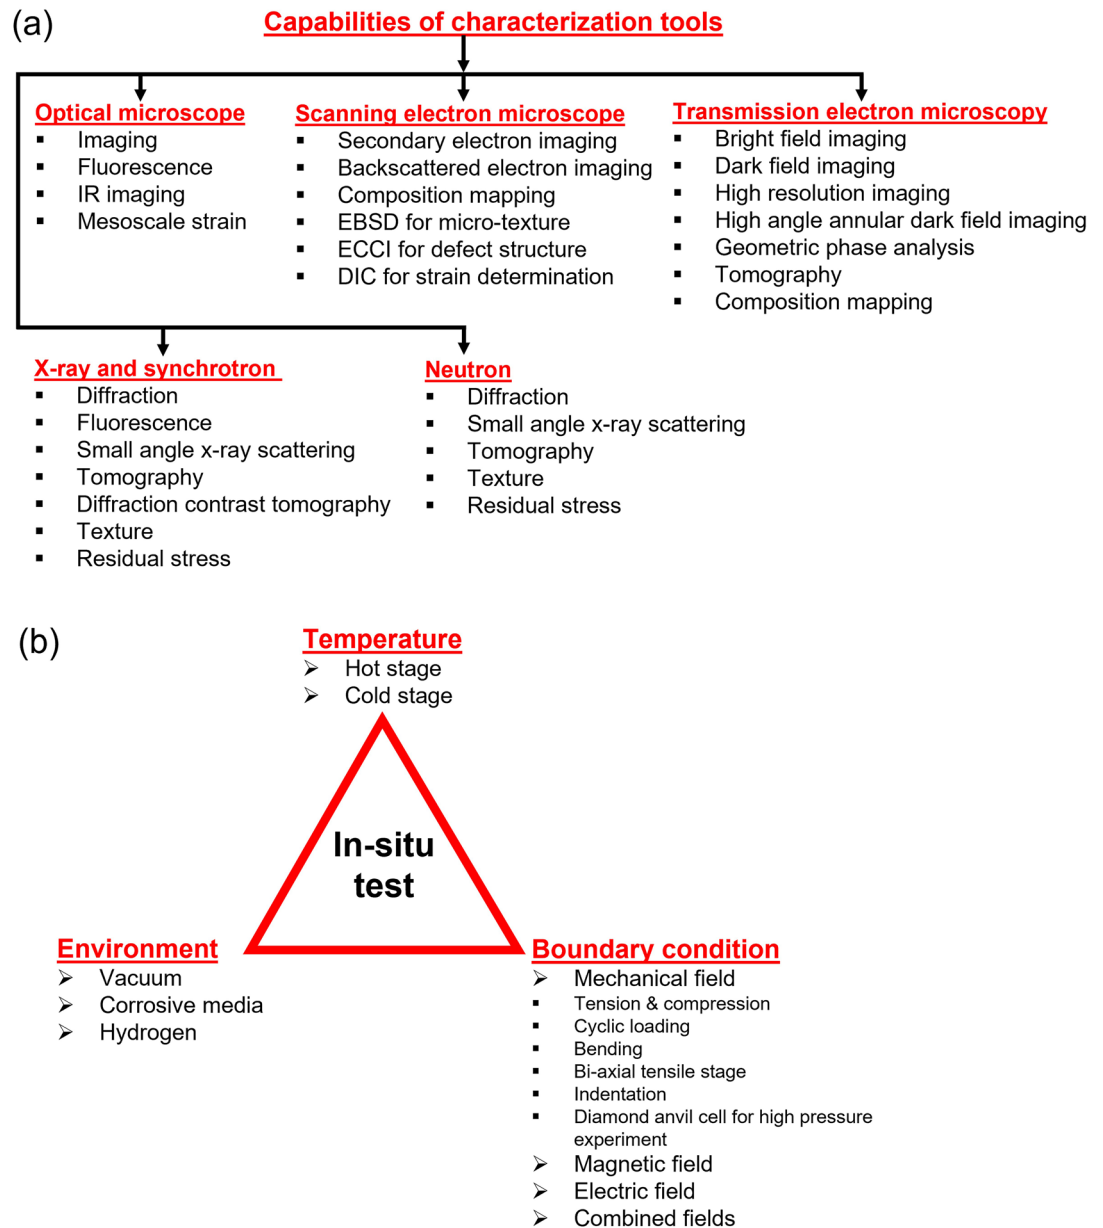 (a)
Capabilities of characterization tools
Optical microscope
Imaging
Fluorescence
IR imaging
Mesoscale strain
Scanning electron microscope
Secondary electron imaging
Backscattered electron imaging
Composition mapping
EBSD for micro-texture
ECCI for defect structure
DIC for strain determination
Transmission electron microscopy
Bright field imaging
Dark field imaging
High resolution imaging
High angle annular dark field imaging
Geometric phase analysis
Tomography
Composition mapping
X-ray and synchrotron
Diffraction
Fluorescence
Small angle x-ray scattering
Tomography
Diffraction contrast tomography
Texture
Residual stress
Neutron
Diffraction
Small angle x-ray scattering
Tomography
Texture
Residual stress
(b)
Temperature
Hot stage
Cold stage
In-situ
test
Environment
Vacuum
Corrosive media
Hydrogen
Boundary condition
Mechanical field
Tension & compression
Cyclic loading
Bending
Bi-axial tensile stage
Indentation
Diamond anvil cell for high pressure
experiment
Magnetic field
Electric field
Combined fields